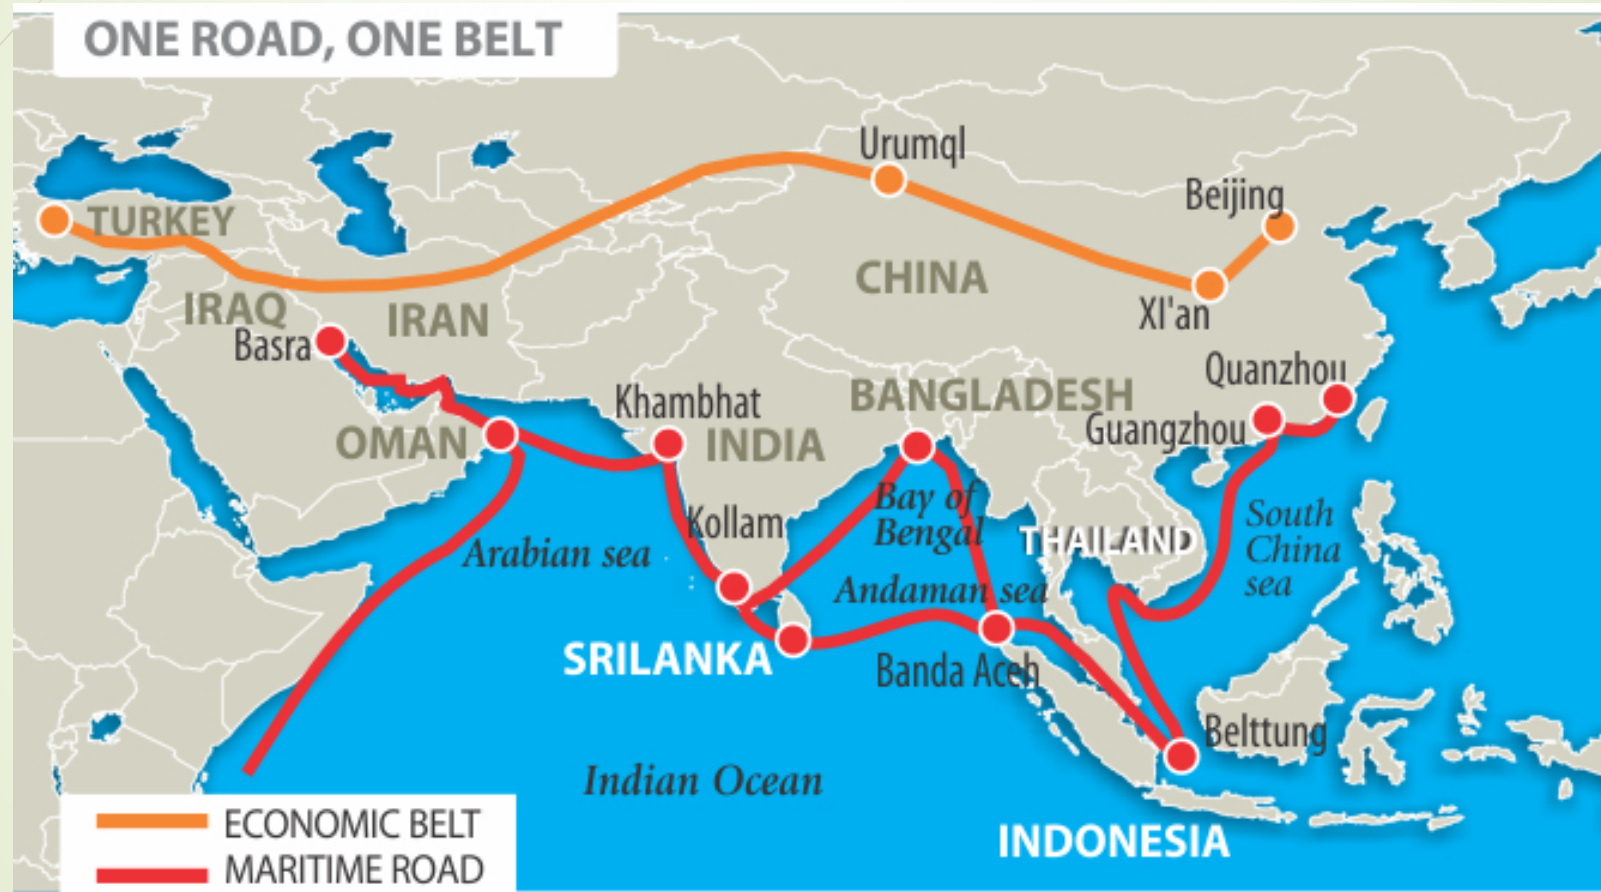 ONE ROAD, ONE BELT
Urumql
Beijing
TURKEY
CHINA
IRAQ
IRAN
XI'an
Basra
Quanzhou
Khambhat
BANGLADESH
Guangzhou
OMAN
INDIA
Bay of
Bengal
Kollam
South
China
sea
THAILAND
Arabian sea
Andaman sea
SRILANKA
Banda Aceh
Belttung
Indian Ocean
ECONOMIC BELT
INDONESIA
MARITIME ROAD